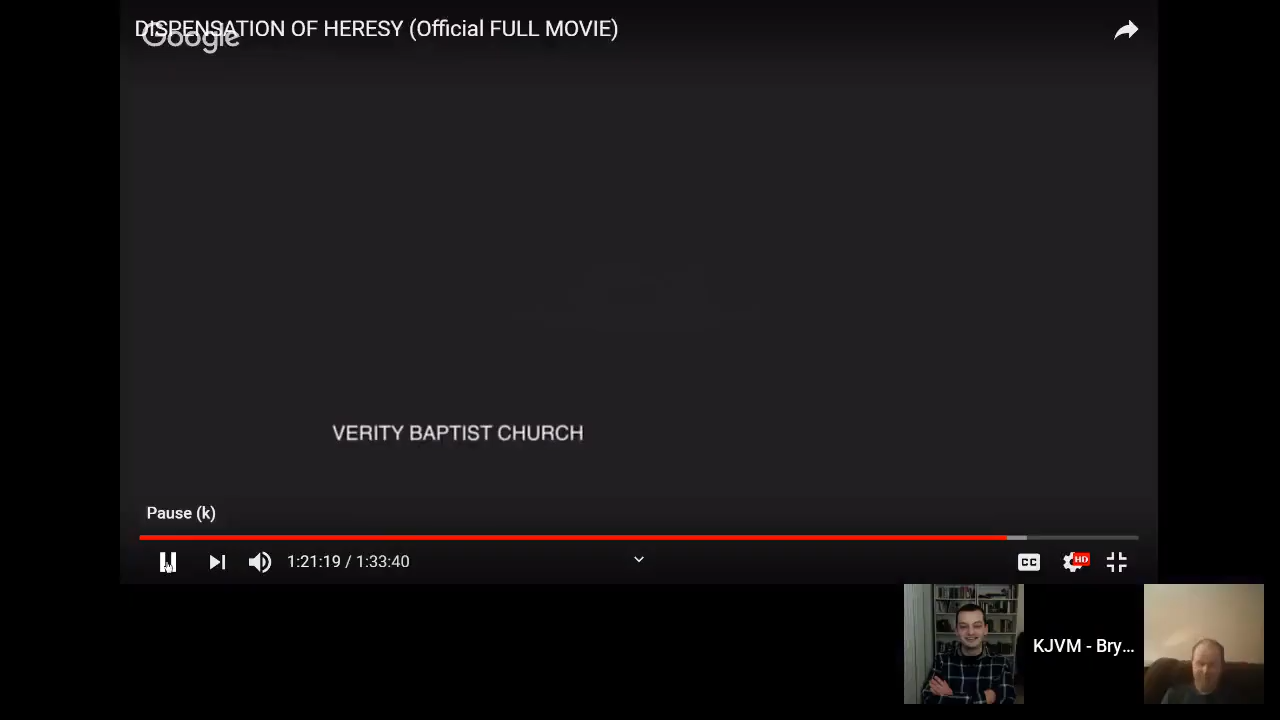 DISPENSATION OF HERESY (Official FULL MOVIE)
Google
VERITY BAPTIST CHURCH
Pause (k)
1:21:19 / 1:33:40
CC
HD
KJVM - Bry...